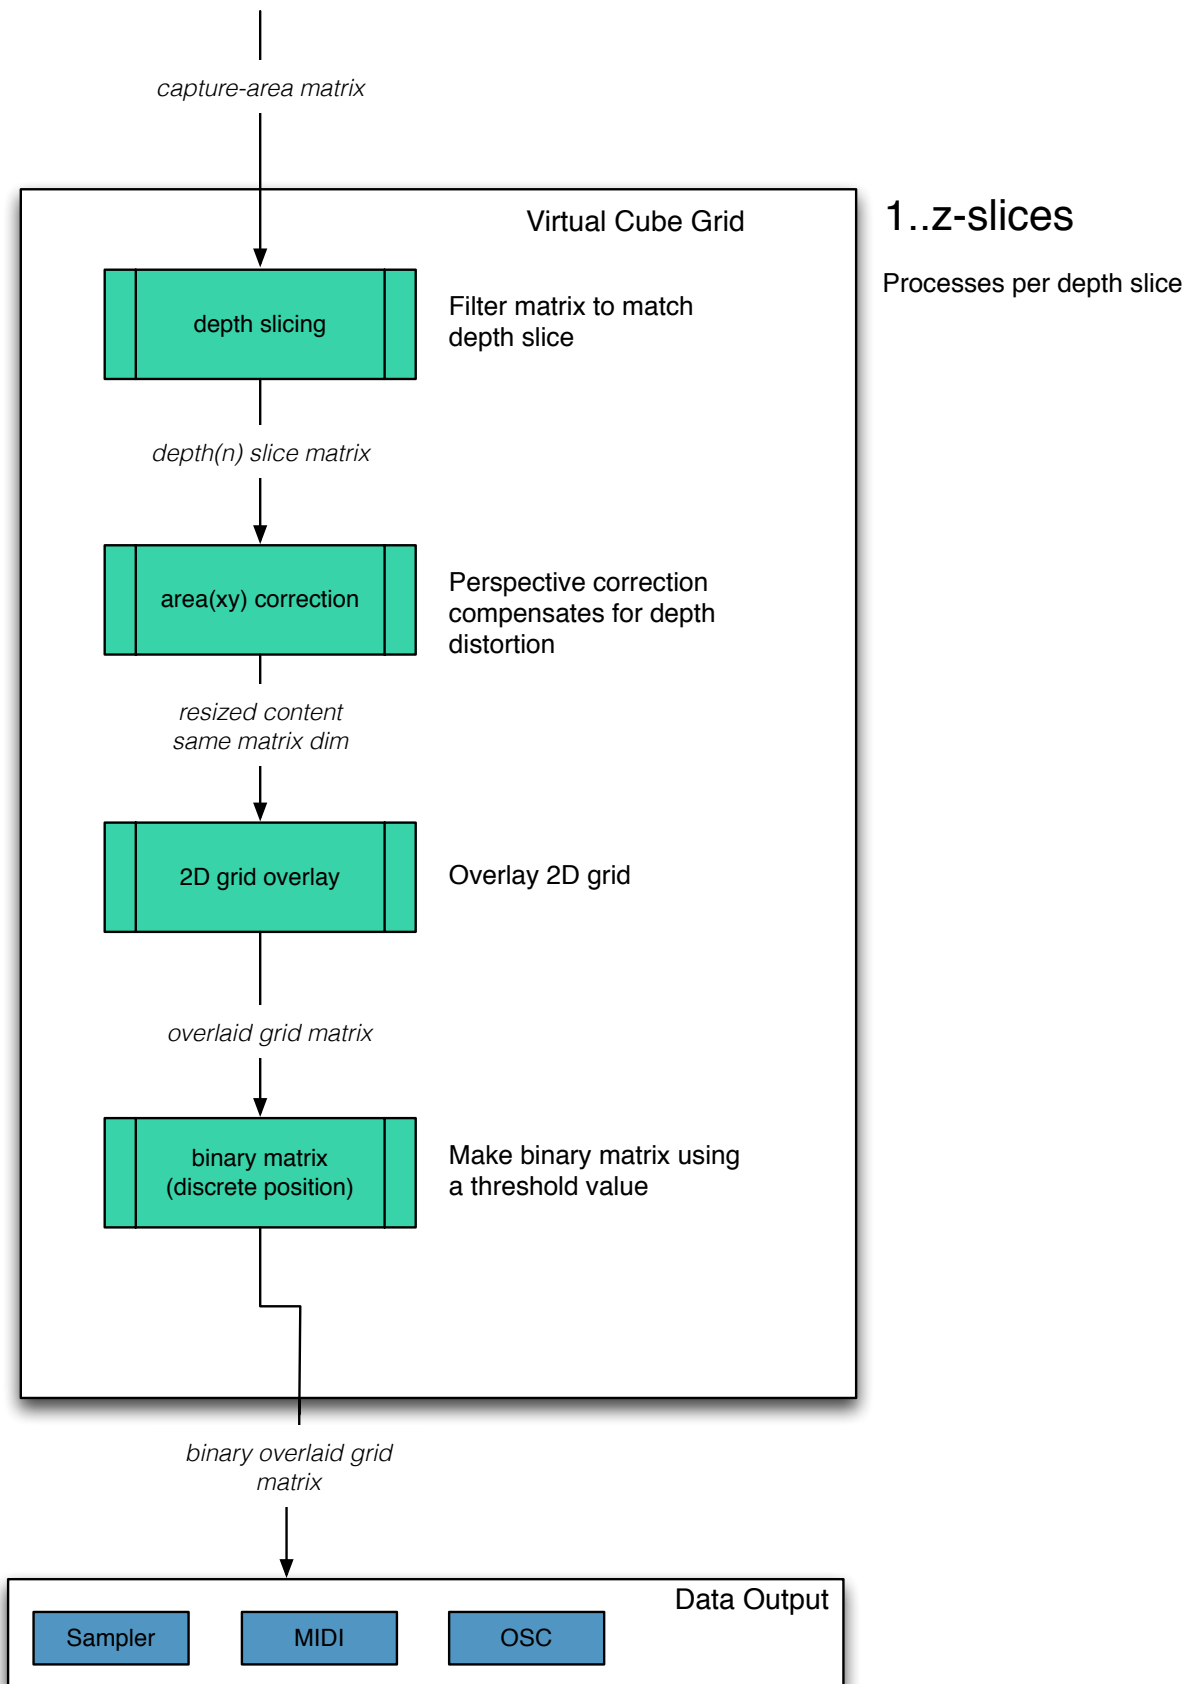 capture-area matrix
Virtual Cube Grid
1..z-slices
Processes per depth slice
depth slicing
Filter matrix to match
depth slice
depth(n) slice matrix
area(xy) correction
Perspective correction
compensates for depth
distortion
resized content
same matrix dim
2D grid overlay
Overlay 2D grid
overlaid grid matrix
binary matrix
(discrete position)
Make binary matrix using
a threshold value
binary overlaid grid
matrix
Data Output
Sampler
MIDI
OSC